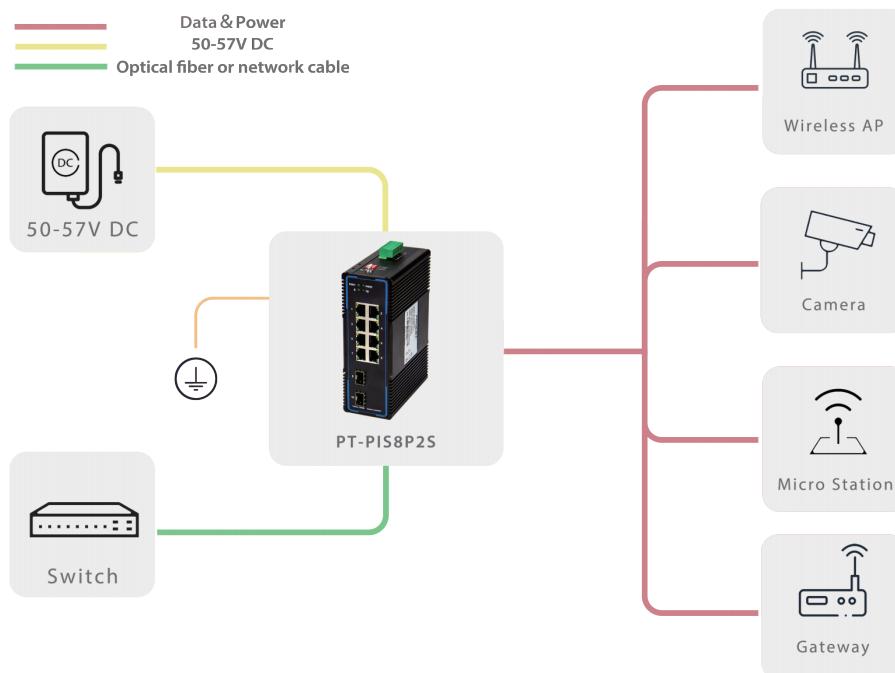 Data & Power
50-57V DC
Optical fiber or network cable
DC
50-57V DC
PT-PIS8P2S
Switch
Wireless AP
Camera
Micro Station
Gateway